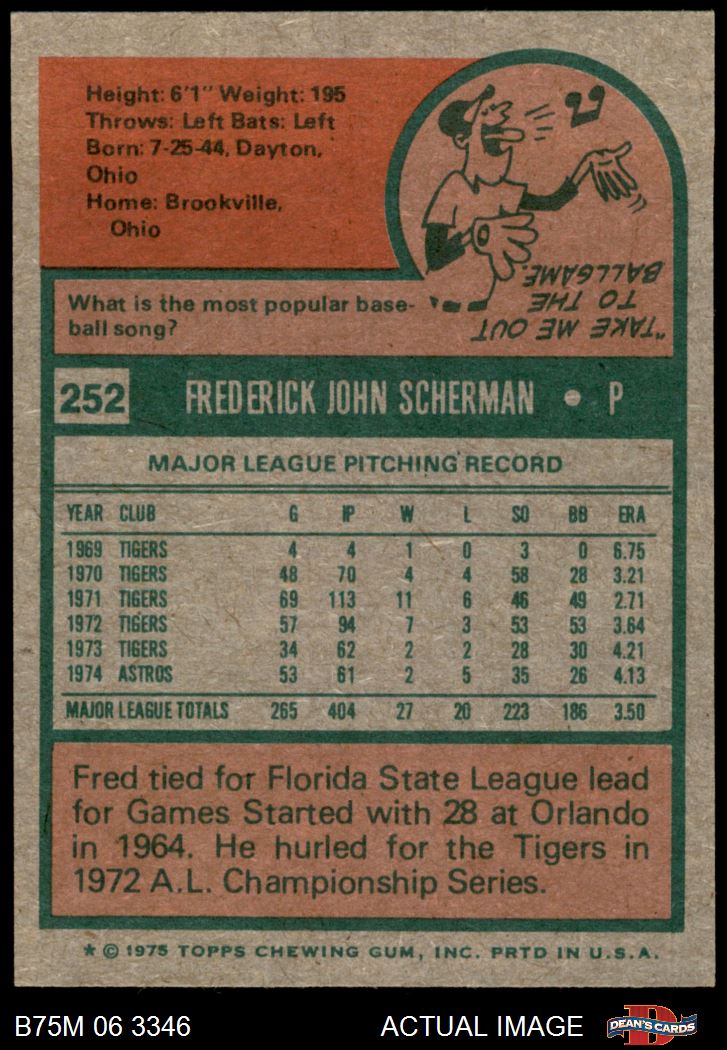 Height: 6'1" Weight: 195
Throws: Left Bats: Left
Born: 7-25-44, Dayton,
Ohio
Home: Brookville,
Ohio
What is the most popular base-
ball song?
"TAKE ME OUT
TO THE
BALLGAME.
252 FREDERICK JOHN SCHERMAN • P
MAJOR LEAGUE PITCHING RECORD
YEAR CLUB G IP W L SO BB ERA
1969 TIGERS 4 4 1 0 3 0 6.75
1970 TIGERS 48 70 4 4 58 28 3.21
1971 TIGERS 69 113 11 6 46 49 2.71
1972 TIGERS 57 94 7 3 53 53 3.64
1973 TIGERS 34 62 2 2 28 30 4.21
1974 ASTROS 53 61 2 5 35 26 4.13
MAJOR LEAGUE TOTALS 265 404 27 20 223 186 3.50
Fred tied for Florida State League lead
for Games Started with 28 at Orlando
in 1964. He hurled for the Tigers in
1972 A.L. Championship Series.
* © 1975 TOPPS CHEWING GUM, INC. PRTD IN U.S.A.
B75M 06 3346 ACTUAL IMAGE
D
DEAN'S CARDS